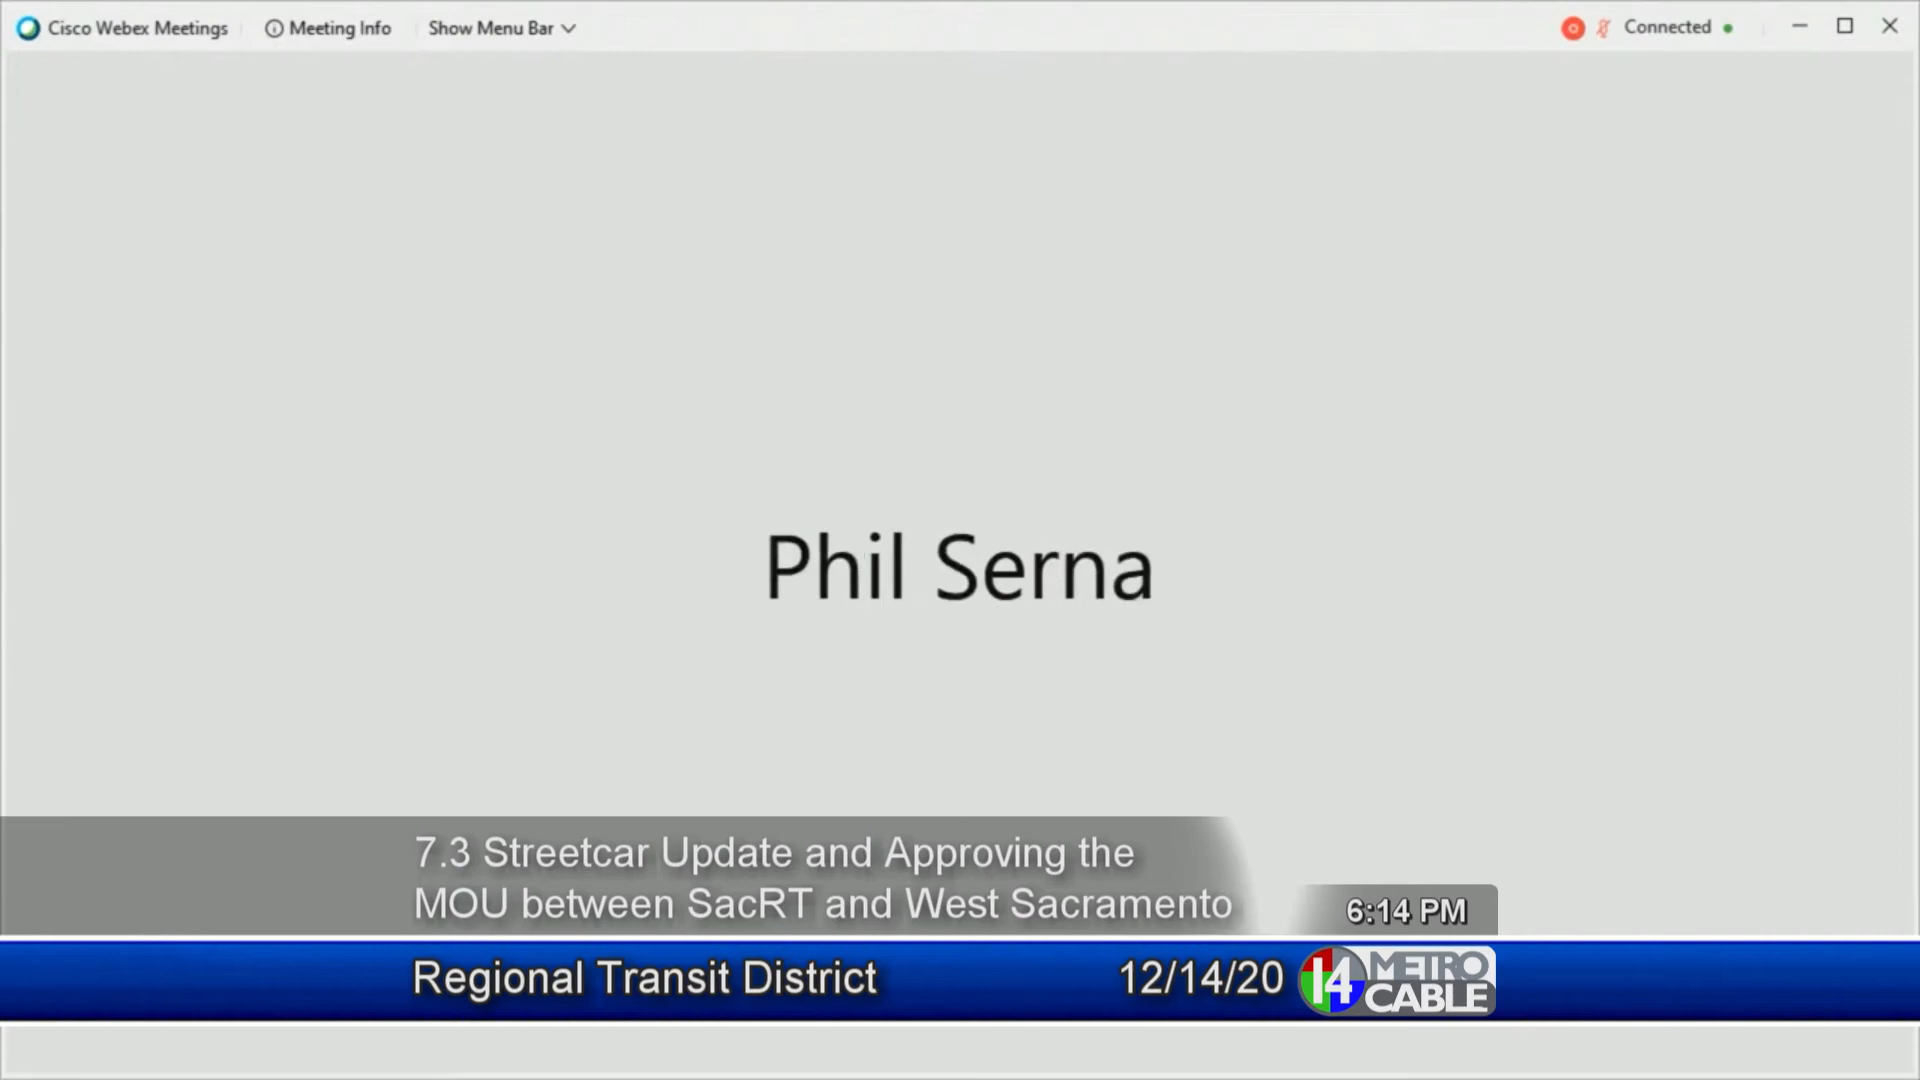 Cisco Webex Meetings
Meeting Info
Show Menu Bar
Connected
Phil Serna
7.3 Streetcar Update and Approving the
MOU between SacRT and West Sacramento
6:14 PM
Regional Transit District
12/14/20
14 METRO
CABLE